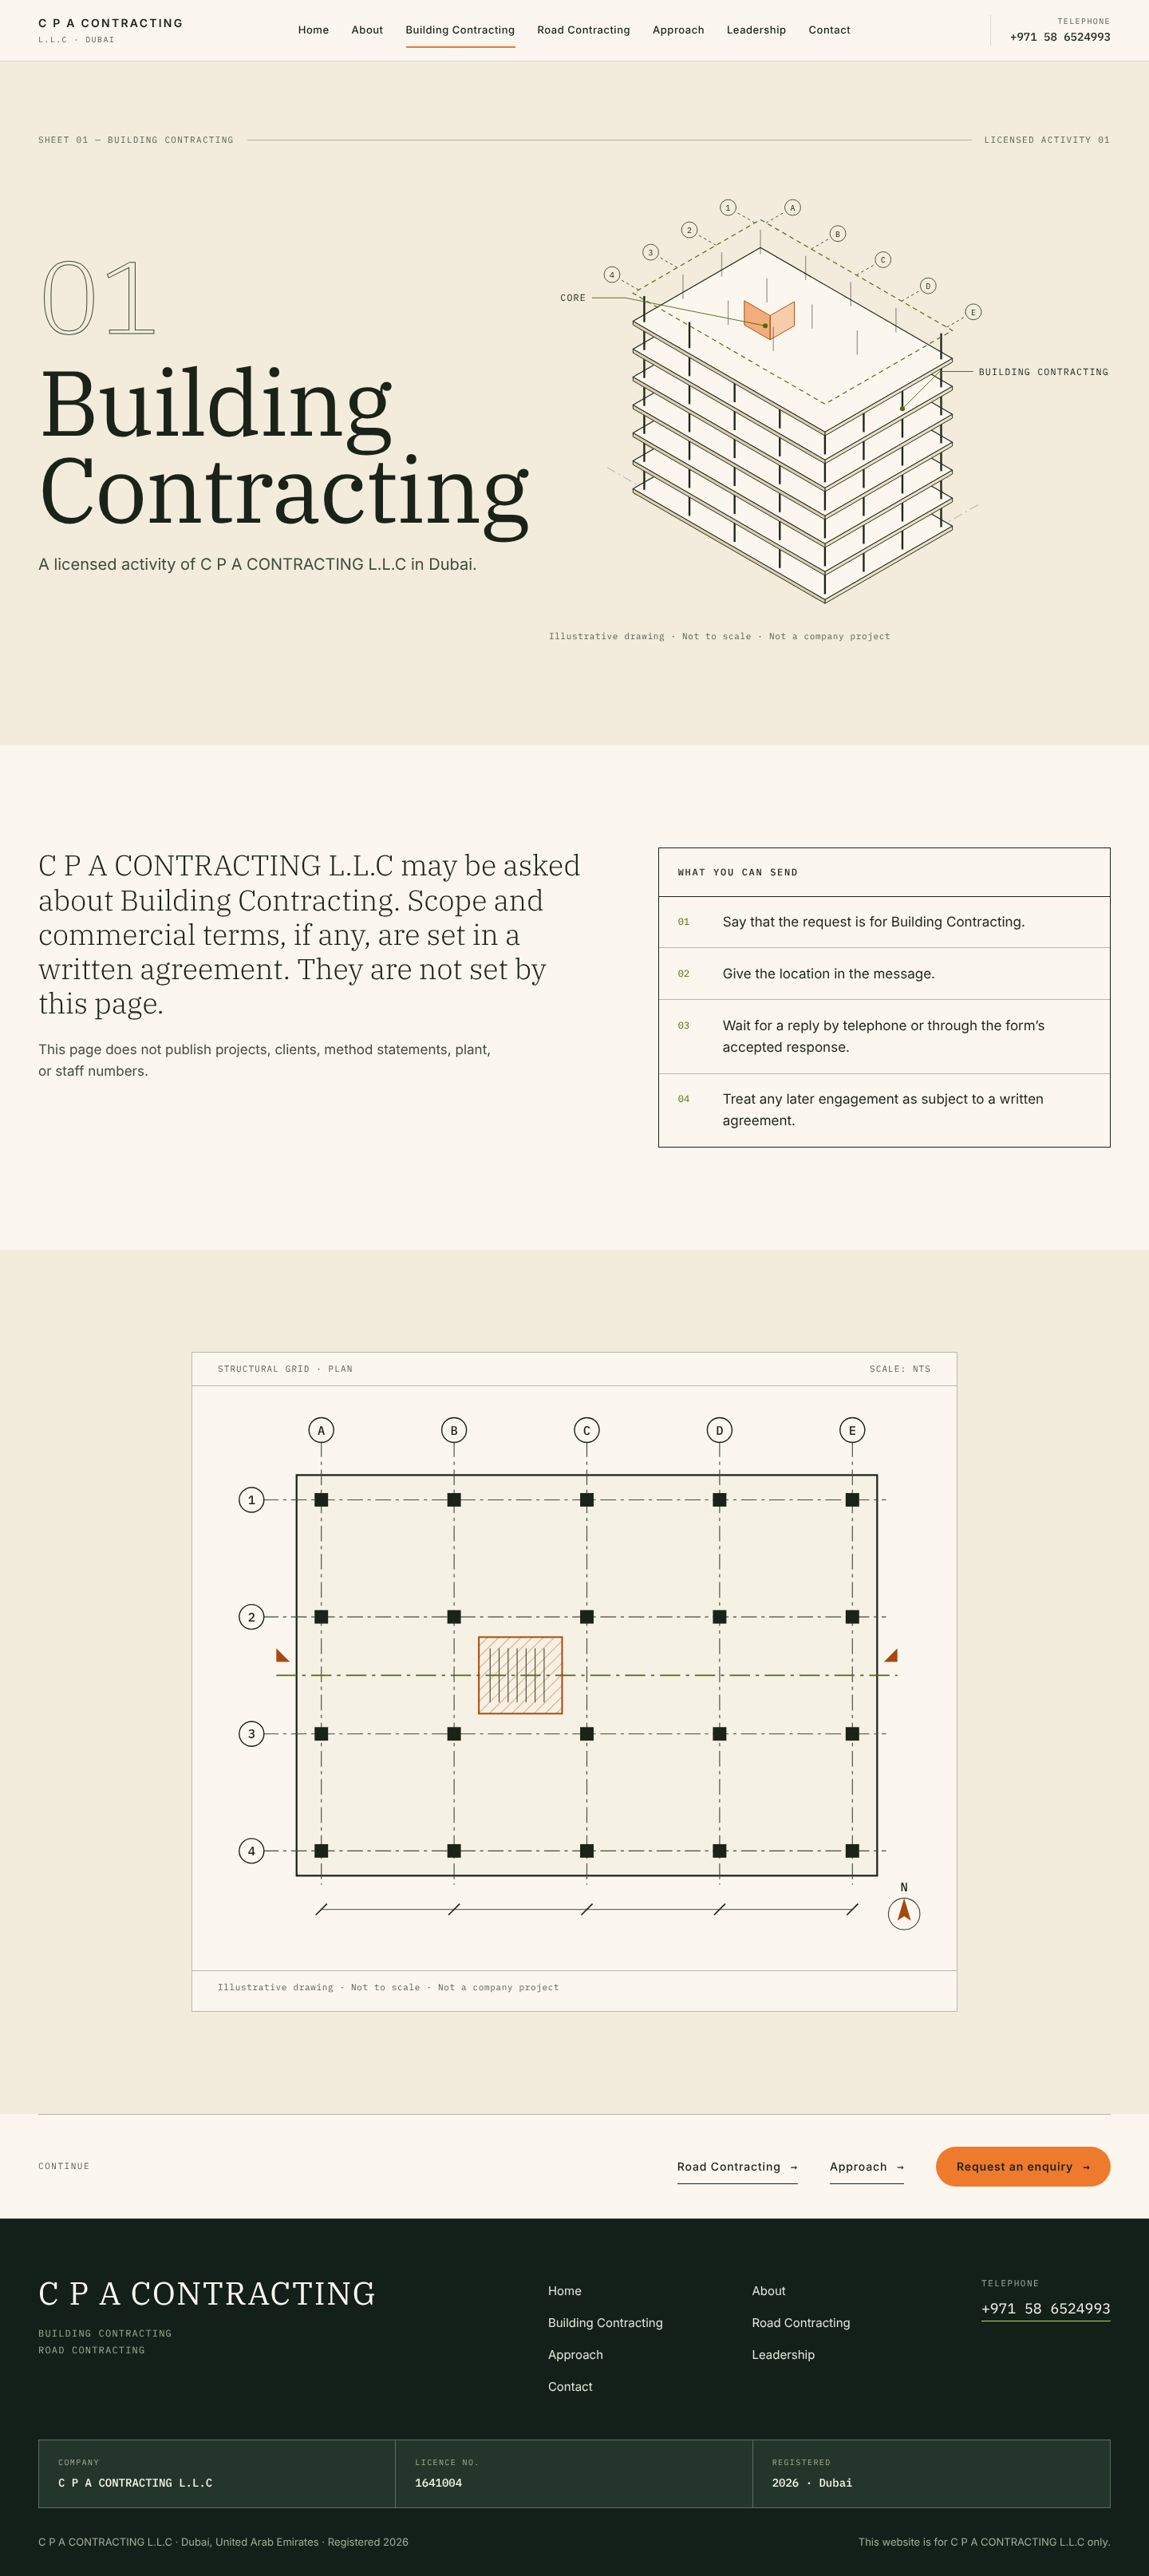 C P A CONTRACTING
L.L.C · DUBAI
Home About Building Contracting Road Contracting Approach Leadership Contact
TELEPHONE
+971 58 6524993
SHEET 01 — BUILDING CONTRACTING
LICENSED ACTIVITY 01
01
Building
Contracting
A licensed activity of C P A CONTRACTING L.L.C in Dubai.
1
2
3
4
A
B
C
D
E
CORE
BUILDING CONTRACTING
Illustrative drawing · Not to scale · Not a company project
C P A CONTRACTING L.L.C may be asked
about Building Contracting. Scope and
commercial terms, if any, are set in a
written agreement. They are not set by
this page.
This page does not publish projects, clients, method statements, plant,
or staff numbers.
WHAT YOU CAN SEND
01 Say that the request is for Building Contracting.
02 Give the location in the message.
03 Wait for a reply by telephone or through the form’s
accepted response.
04 Treat any later engagement as subject to a written
agreement.
STRUCTURAL GRID · PLAN
SCALE: NTS
A B C D E
1
2
3
4
N
Illustrative drawing · Not to scale · Not a company project
CONTINUE
Road Contracting →
Approach →
Request an enquiry →
C P A CONTRACTING
BUILDING CONTRACTING
ROAD CONTRACTING
Home
Building Contracting
Approach
Contact
About
Road Contracting
Leadership
TELEPHONE
+971 58 6524993
COMPANY
C P A CONTRACTING L.L.C
LICENCE NO.
1641004
REGISTERED
2026 · Dubai
C P A CONTRACTING L.L.C · Dubai, United Arab Emirates · Registered 2026
This website is for C P A CONTRACTING L.L.C only.